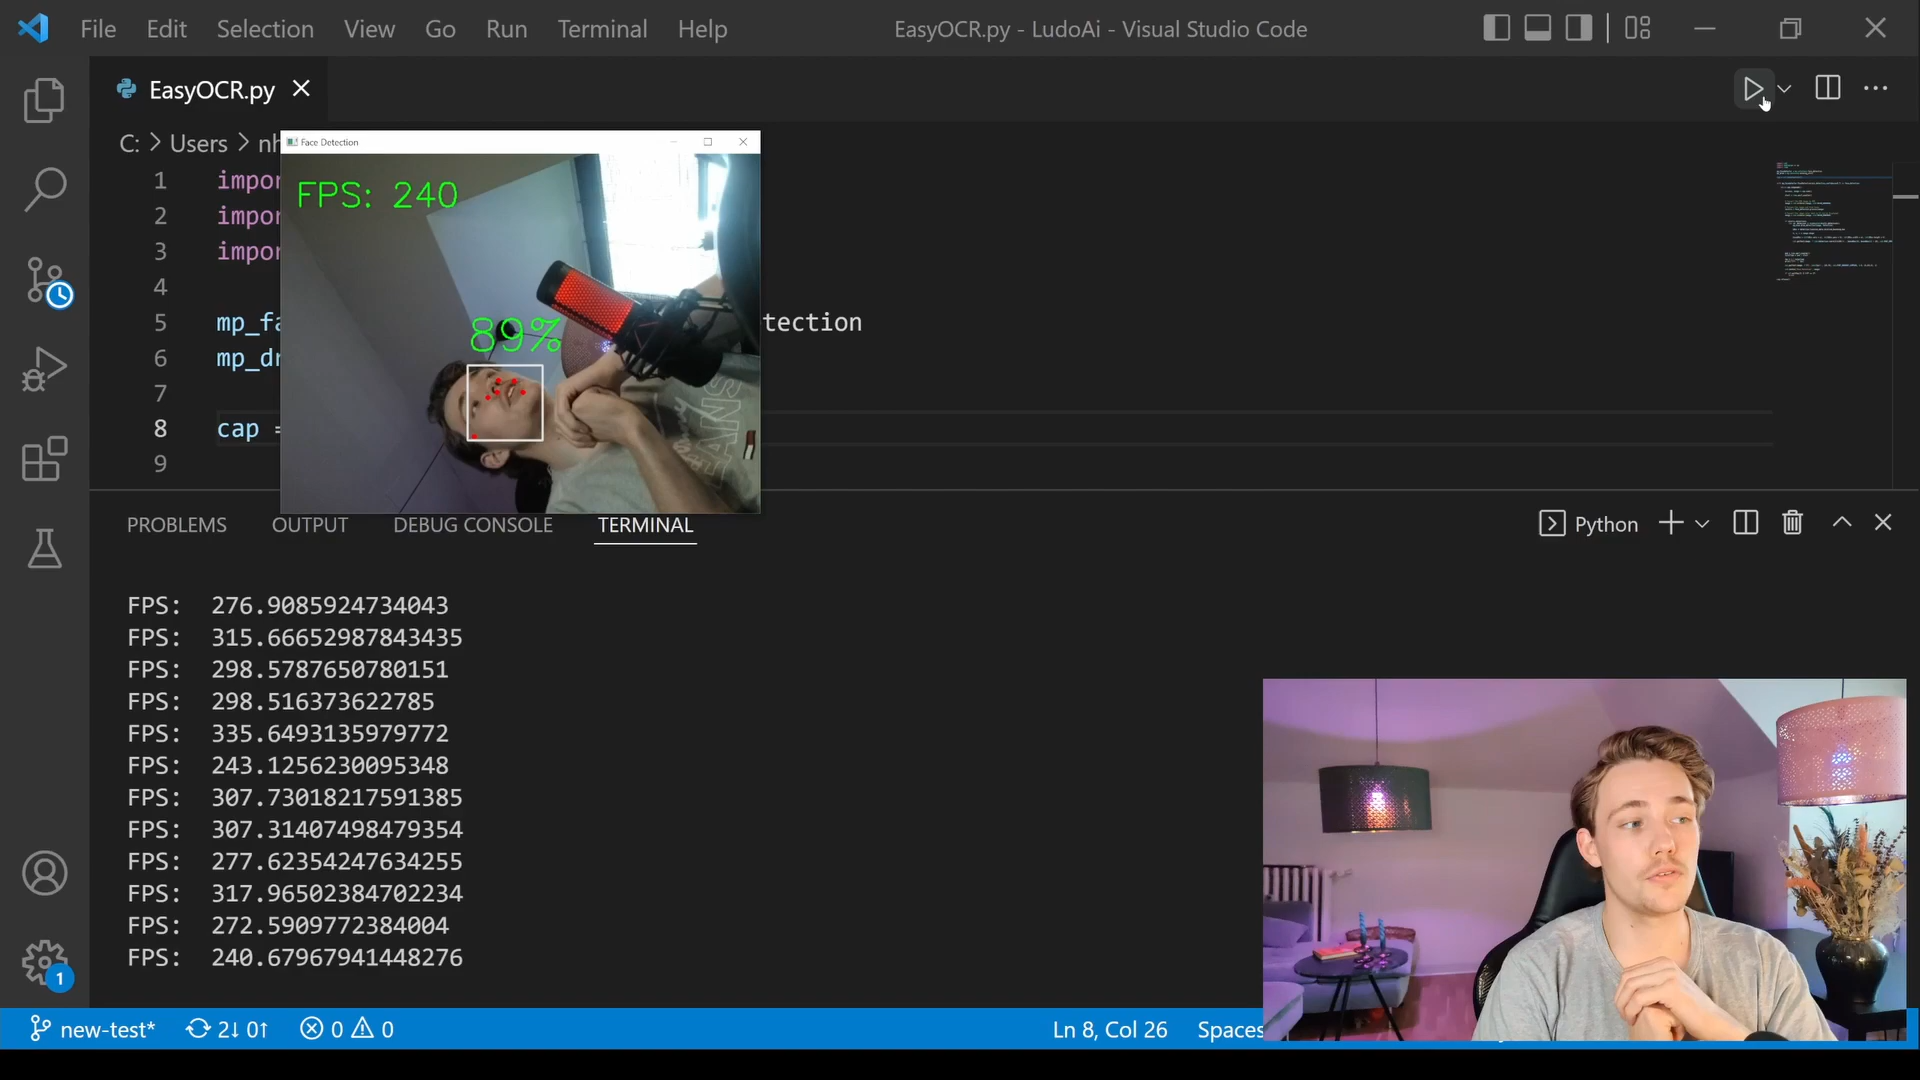 File Edit Selection View Go Run Terminal Help
EasyOCR.py - LudoAi - Visual Studio Code
EasyOCR.py
C: > Users > nh
Face Detection
FPS: 240
89%
1 impor
2 impor
3 impor
4
5 mp_fa tection
6 mp_dr
7
8 cap =
9
PROBLEMS OUTPUT DEBUG CONSOLE TERMINAL
Python
FPS: 276.9085924734043
FPS: 315.66652987843435
FPS: 298.5787650780151
FPS: 298.516373622785
FPS: 335.6493135979772
FPS: 243.1256230095348
FPS: 307.73018217591385
FPS: 307.31407498479354
FPS: 277.62354247634255
FPS: 317.96502384702234
FPS: 272.5909772384004
FPS: 240.67967941448276
1
new-test* 2↓ 0↑ 0 0
Ln 8, Col 26 Spaces